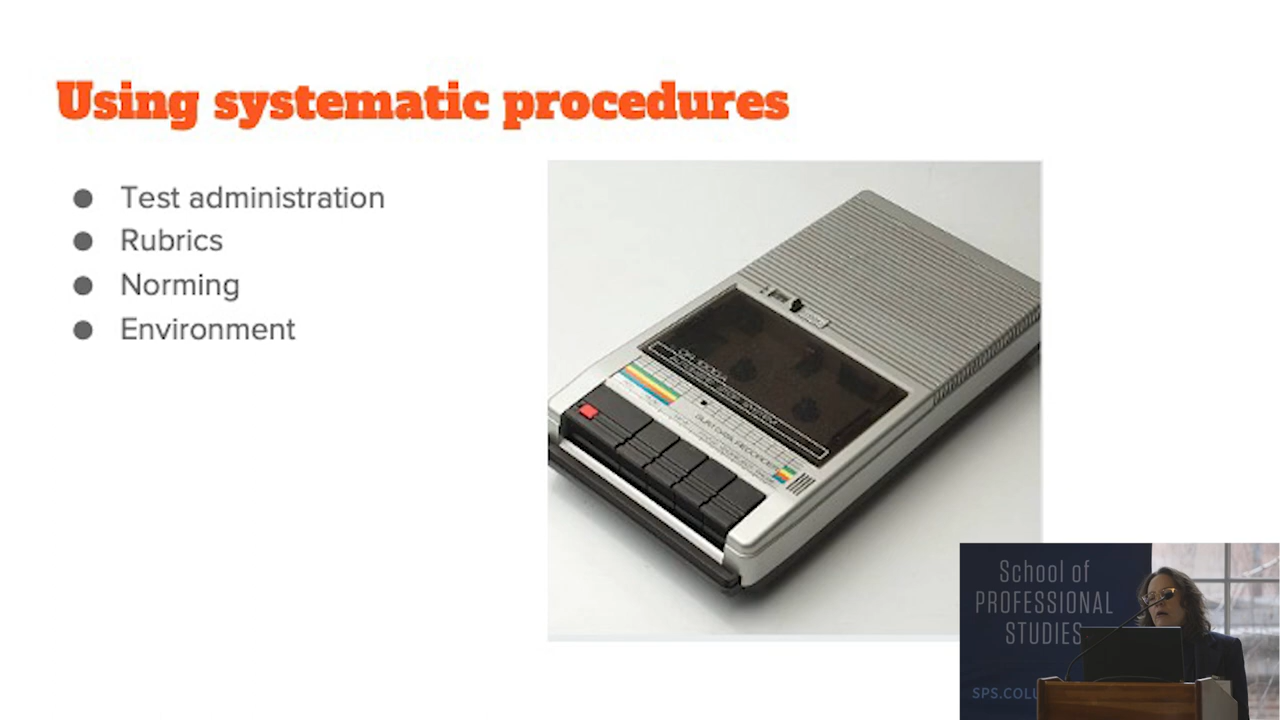 Using systematic procedures
● Test administration
● Rubrics
● Norming
● Environment
School of
PROFESSIONAL
STUDIES
SPS.COLU